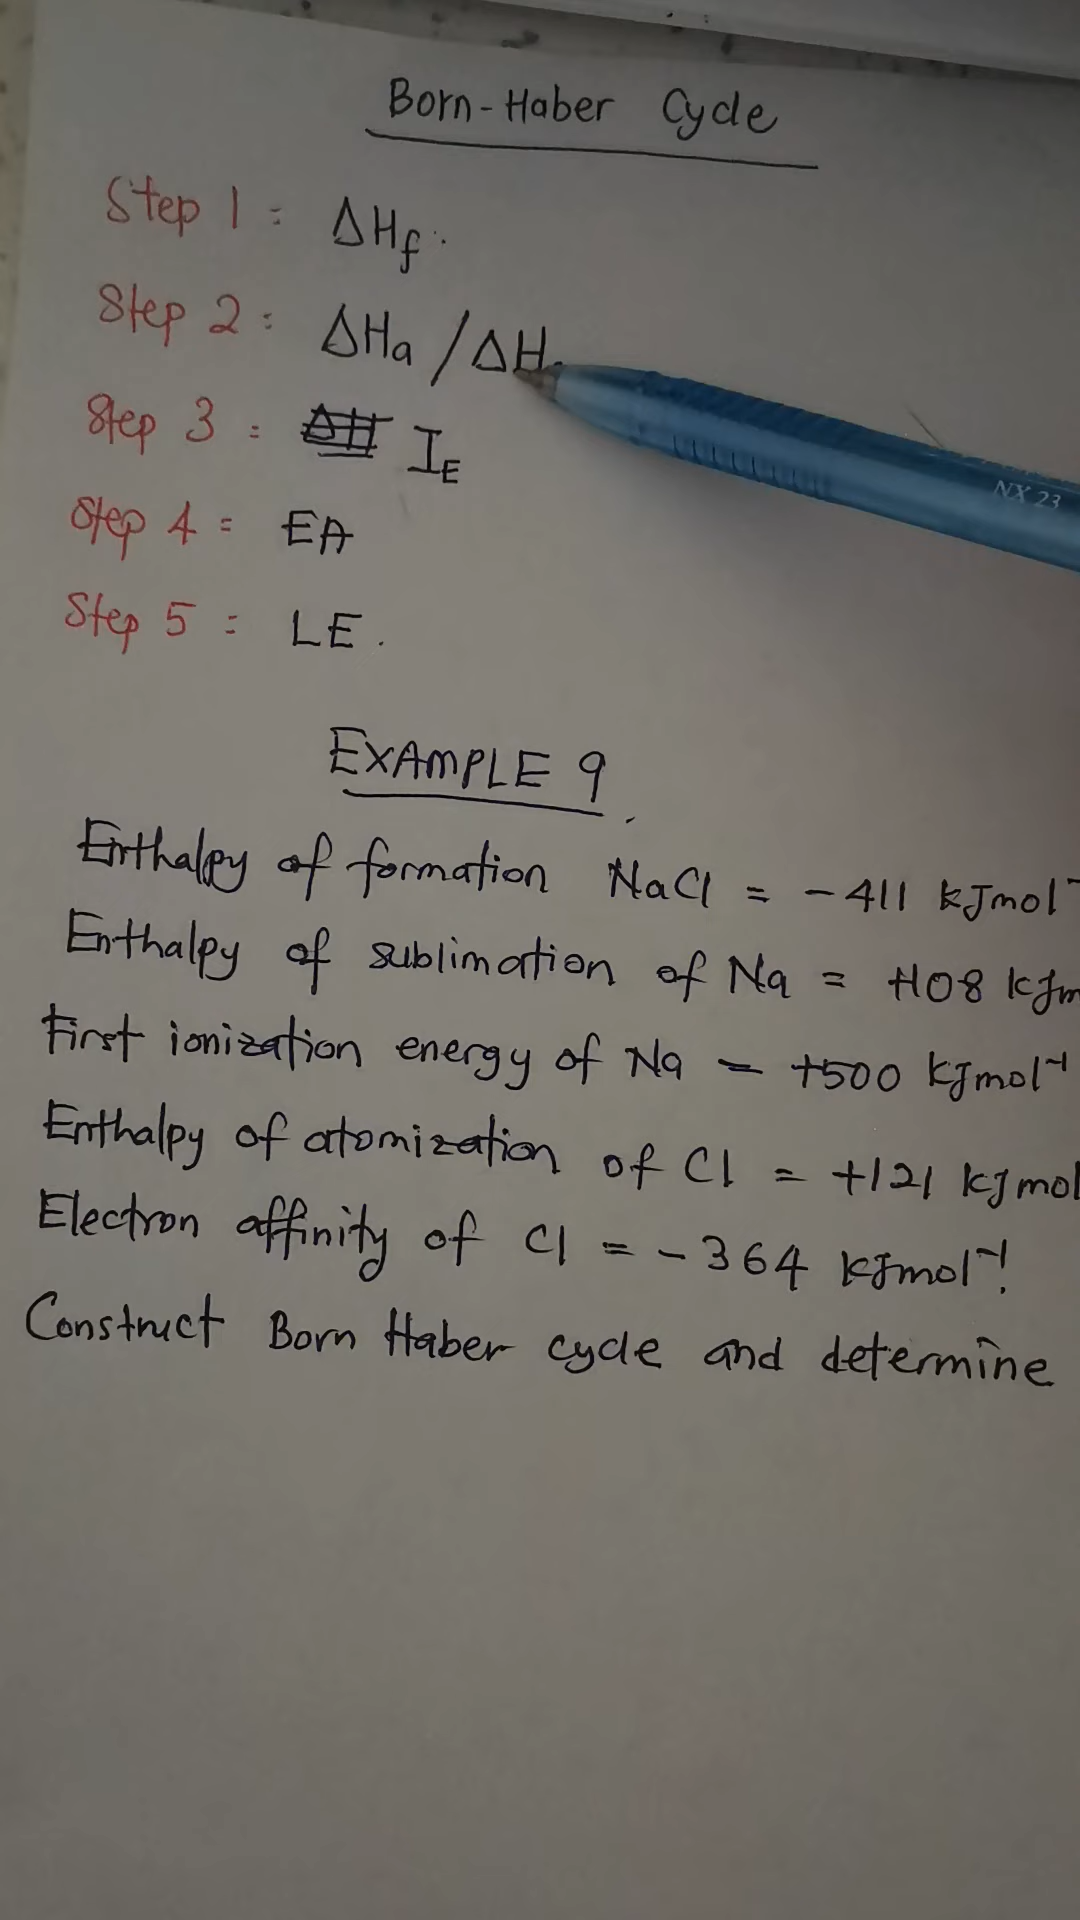 Born-Haber Cycle
Step 1: ΔHf.
Step 2: ΔHa / ΔH
Step 3: IE
Step 4 = EA
Step 5 = LE.
EXAMPLE 9
Enthalpy of formation NaCl = -411 kJmol⁻
Enthalpy of sublimation of Na = +108 kJm
First ionization energy of Na = +500 kJmol⁻¹
Enthalpy of atomization of Cl = +121 kJmol
Electron affinity of Cl = -364 kJmol⁻¹.
Construct Born Haber cycle and determine
NX 23